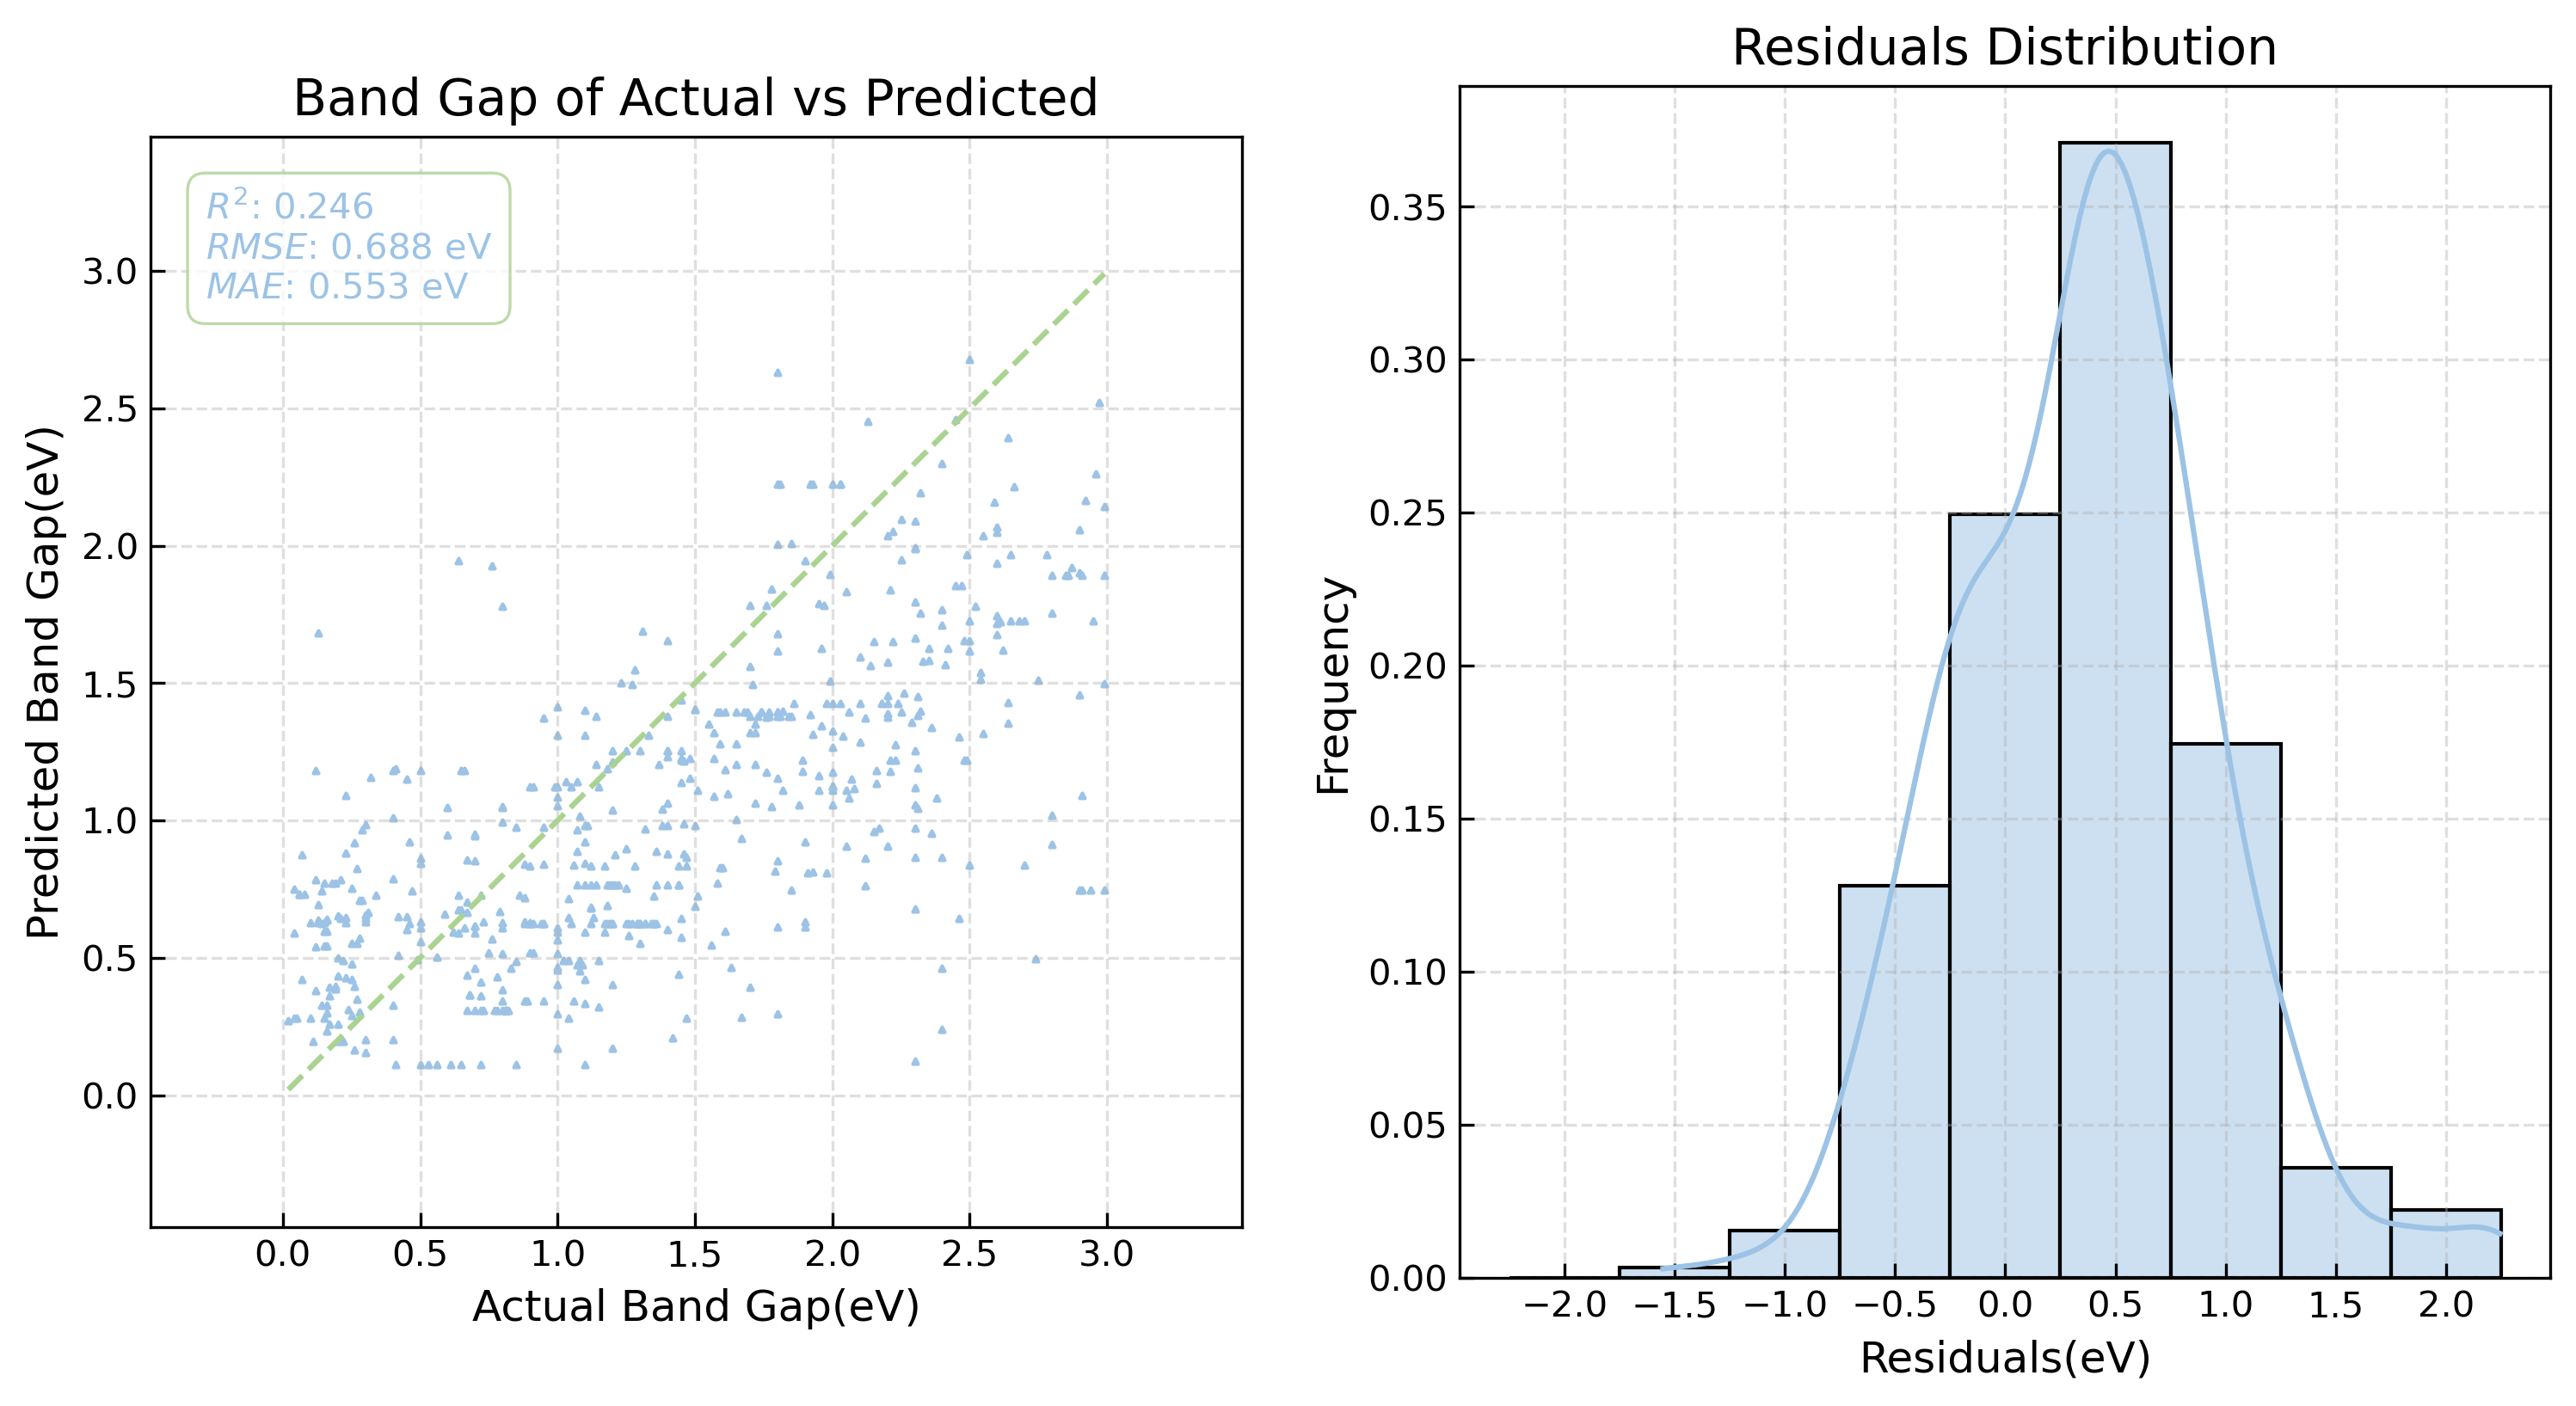 Band Gap of Actual vs Predicted
R²: 0.246
RMSE: 0.688 eV
MAE: 0.553 eV
3.0
2.5
2.0
1.5
1.0
0.5
0.0
Predicted Band Gap(eV)
0.0 0.5 1.0 1.5 2.0 2.5 3.0
Actual Band Gap(eV)
Residuals Distribution
0.35
0.30
0.25
0.20
0.15
0.10
0.05
0.00
Frequency
−2.0 −1.5 −1.0 −0.5 0.0 0.5 1.0 1.5 2.0
Residuals(eV)